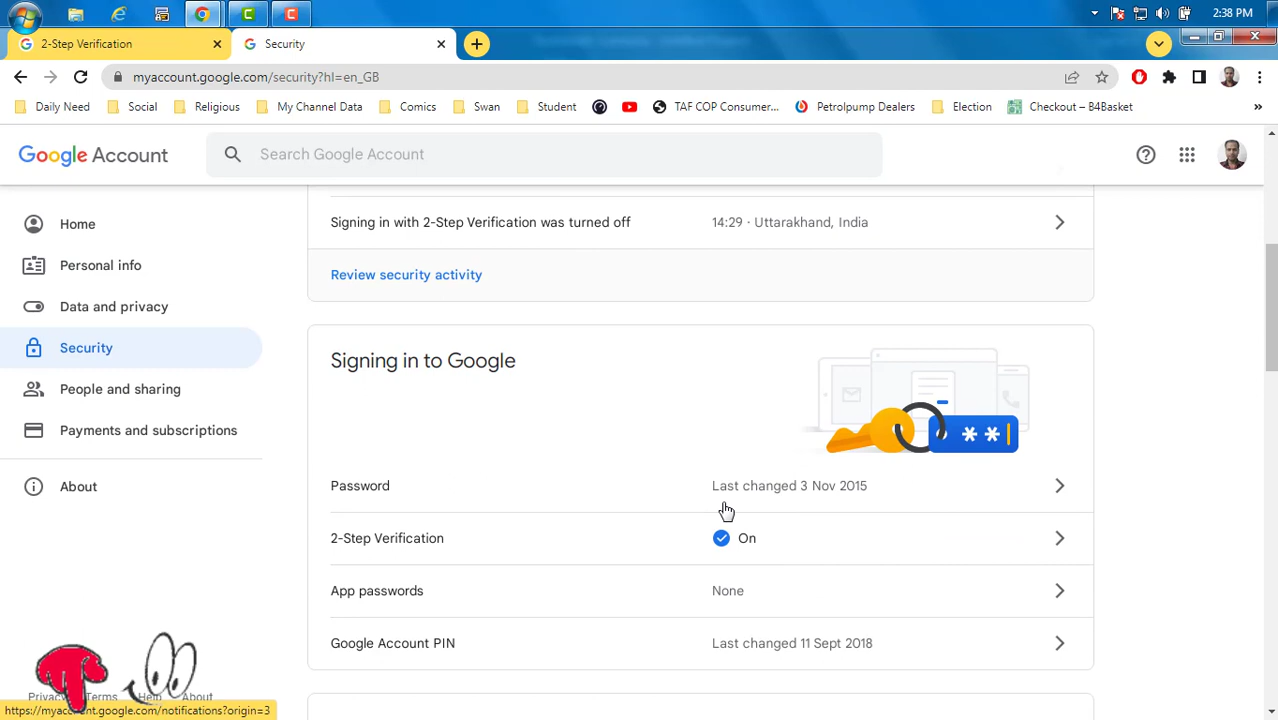 2:38 PM
2-Step Verification
Security
myaccount.google.com/security?hl=en_GB
Daily Need
Social
Religious
My Channel Data
Comics
Swan
Student
TAF COP Consumer...
Petrolpump Dealers
Election
Checkout – B4Basket
»
Google Account
Search Google Account
Home
Personal info
Data and privacy
Security
People and sharing
Payments and subscriptions
About
Signing in with 2-Step Verification was turned off
14:29 · Uttarakhand, India
Review security activity
Signing in to Google
Password
Last changed 3 Nov 2015
2-Step Verification
On
App passwords
None
Google Account PIN
Last changed 11 Sept 2018
Privacy Terms Help About
https://myaccount.google.com/notifications?origin=3